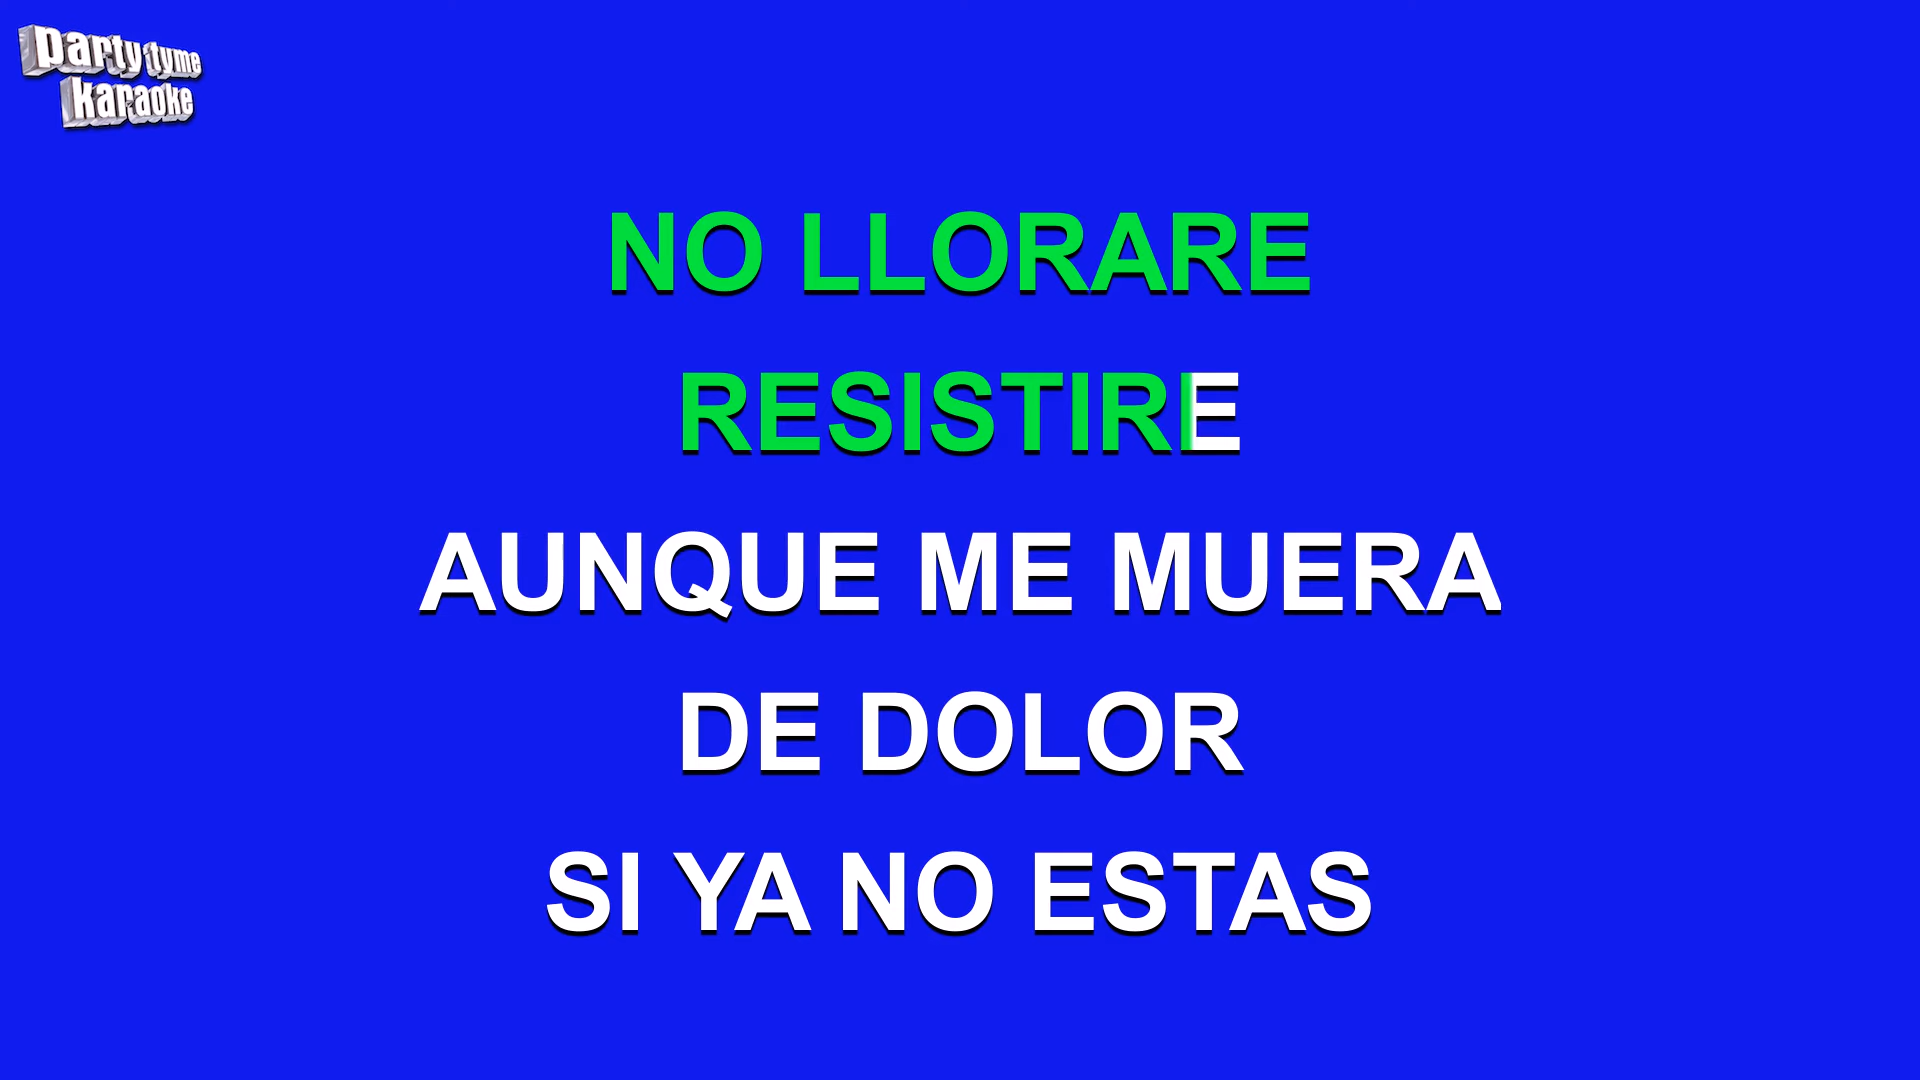 party tyme
karaoke
NO LLORARE
RESISTIRE
AUNQUE ME MUERA
DE DOLOR
SI YA NO ESTAS